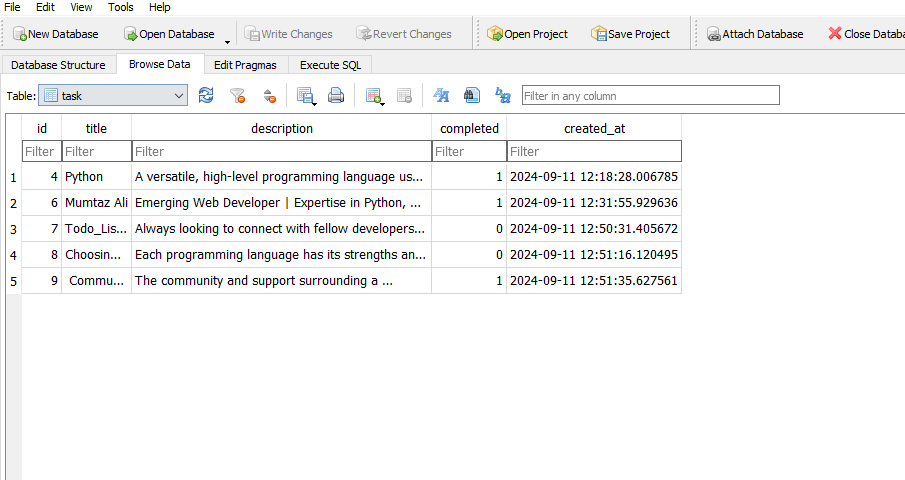 File Edit View Tools Help
New Database Open Database Write Changes Revert Changes Open Project Save Project Attach Database Close Databa
Database Structure Browse Data Edit Pragmas Execute SQL
Table: task Filter in any column
id title description completed created_at
Filter Filter Filter Filter Filter
1 4 Python A versatile, high-level programming language us... 1 2024-09-11 12:18:28.006785
2 6 Mumtaz Ali Emerging Web Developer | Expertise in Python, ... 1 2024-09-11 12:31:55.929636
3 7 Todo_Lis... Always looking to connect with fellow developers... 0 2024-09-11 12:50:31.405672
4 8 Choosin... Each programming language has its strengths an... 0 2024-09-11 12:51:16.120495
5 9 Commu... The community and support surrounding a ... 1 2024-09-11 12:51:35.627561